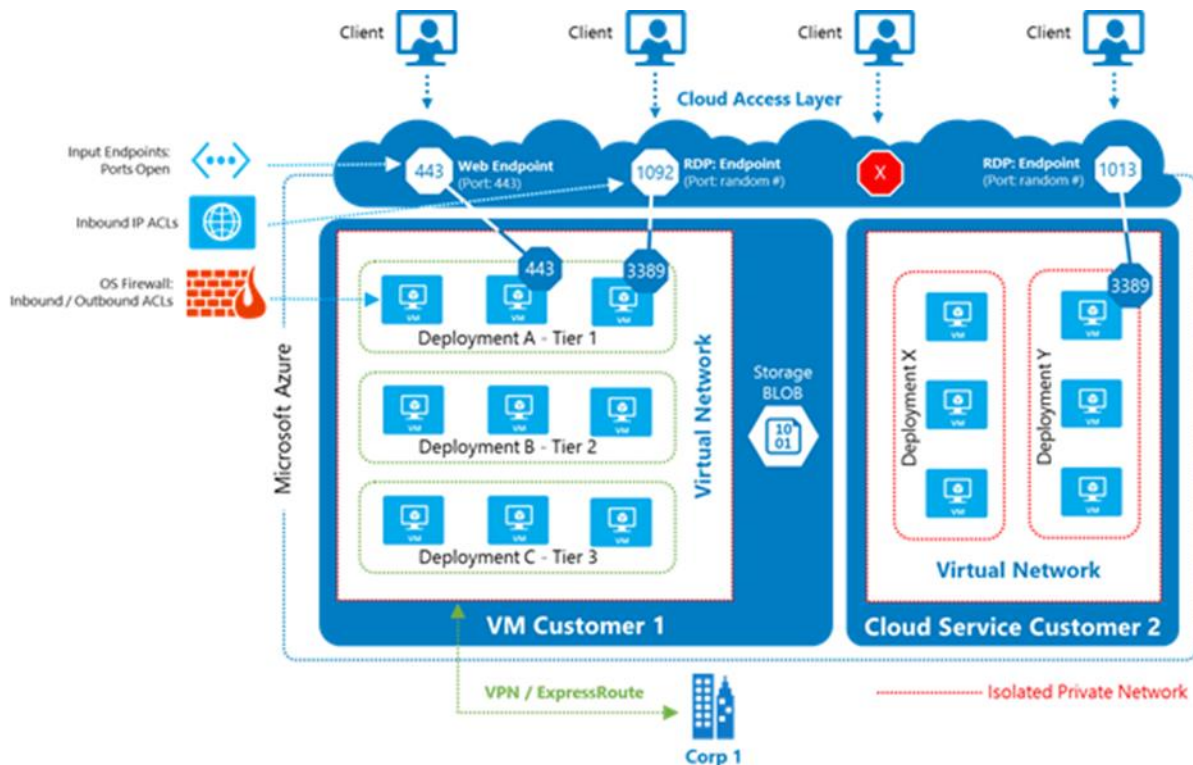 Client
Client
Client
Client
Cloud Access Layer
Input Endpoints:
Ports Open
443
Web Endpoint
(Port: 443)
1092
RDP: Endpoint
(Port: random #)
X
RDP: Endpoint
(Port: random #)
1013
Inbound IP ACLs
OS Firewall:
Inbound / Outbound ACLs
Microsoft Azure
443
3389
VM
VM
VM
Deployment A - Tier 1
VM
VM
VM
Deployment B - Tier 2
VM
VM
VM
Deployment C - Tier 3
Virtual Network
VM Customer 1
Storage
BLOB
10
01
3389
VM
VM
VM
Deployment X
VM
VM
VM
Deployment Y
Virtual Network
Cloud Service Customer 2
VPN / ExpressRoute
Corp 1
Isolated Private Network